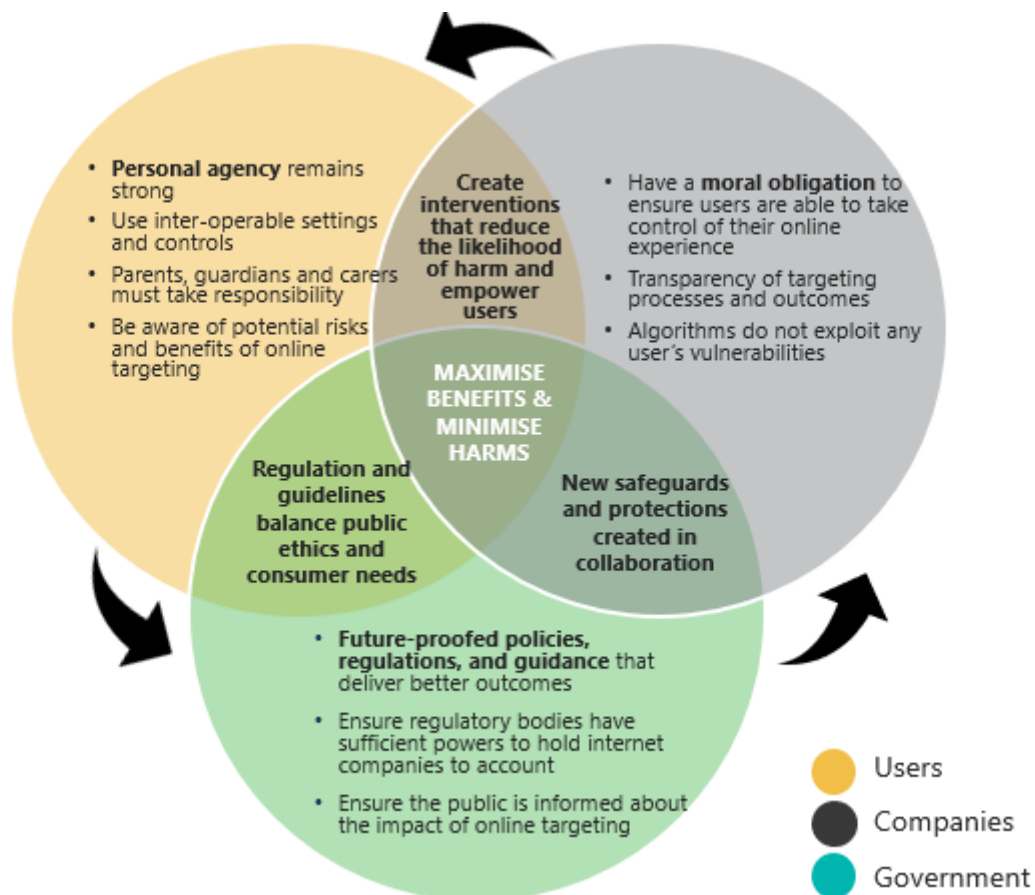 • Personal agency remains
strong
• Use inter-operable settings
and controls
• Parents, guardians and carers
must take responsibility
• Be aware of potential risks
and benefits of online
targeting
Create
interventions
that reduce
the likelihood
of harm and
empower
users
• Have a moral obligation to
ensure users are able to take
control of their online
experience
• Transparency of targeting
processes and outcomes
• Algorithms do not exploit any
user's vulnerabilities
MAXIMISE
BENEFITS &
MINIMISE
HARMS
Regulation and
guidelines
balance public
ethics and
consumer needs
New safeguards
and protections
created in
collaboration
• Future-proofed policies,
regulations, and guidance that
deliver better outcomes
• Ensure regulatory bodies have
sufficient powers to hold internet
companies to account
• Ensure the public is informed about
the impact of online targeting
Users
Companies
Government